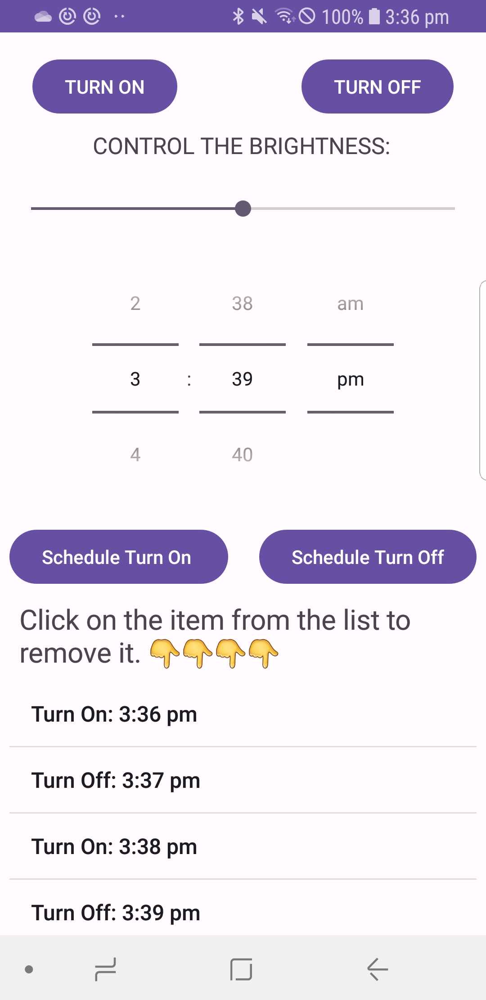 100% 3:36 pm
TURN ON TURN OFF
CONTROL THE BRIGHTNESS:
2 38 am
3 : 39 pm
4 40
Schedule Turn On Schedule Turn Off
Click on the item from the list to
remove it. 👇👇👇👇
Turn On: 3:36 pm
Turn Off: 3:37 pm
Turn On: 3:38 pm
Turn Off: 3:39 pm